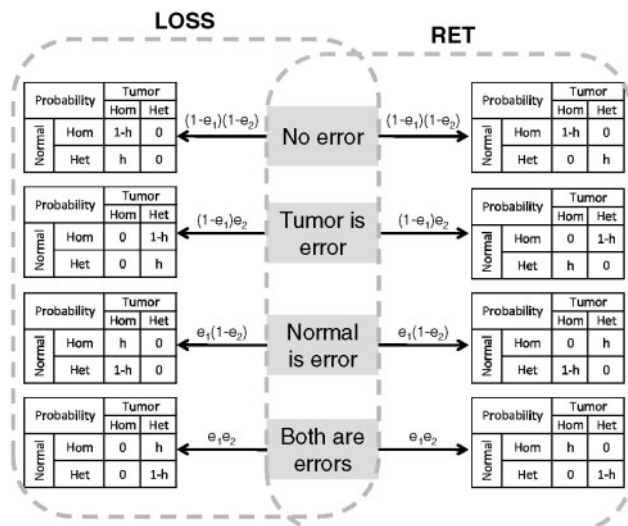 LOSS
RET
Probability Tumor
Hom Het
Normal Hom 1-h 0
Het h 0
(1-e₁)(1-e₂)
No error
(1-e₁)(1-e₂)
Probability Tumor
Hom Het
Normal Hom 1-h 0
Het 0 h
Probability Tumor
Hom Het
Normal Hom 0 1-h
Het 0 h
(1-e₁)e₂
Tumor is
error
(1-e₁)e₂
Probability Tumor
Hom Het
Normal Hom 0 1-h
Het h 0
Probability Tumor
Hom Het
Normal Hom h 0
Het 1-h 0
e₁(1-e₂)
Normal
is error
e₁(1-e₂)
Probability Tumor
Hom Het
Normal Hom 0 h
Het 1-h 0
Probability Tumor
Hom Het
Normal Hom 0 h
Het 0 1-h
e₁e₂
Both are
errors
e₁e₂
Probability Tumor
Hom Het
Normal Hom h 0
Het 0 1-h